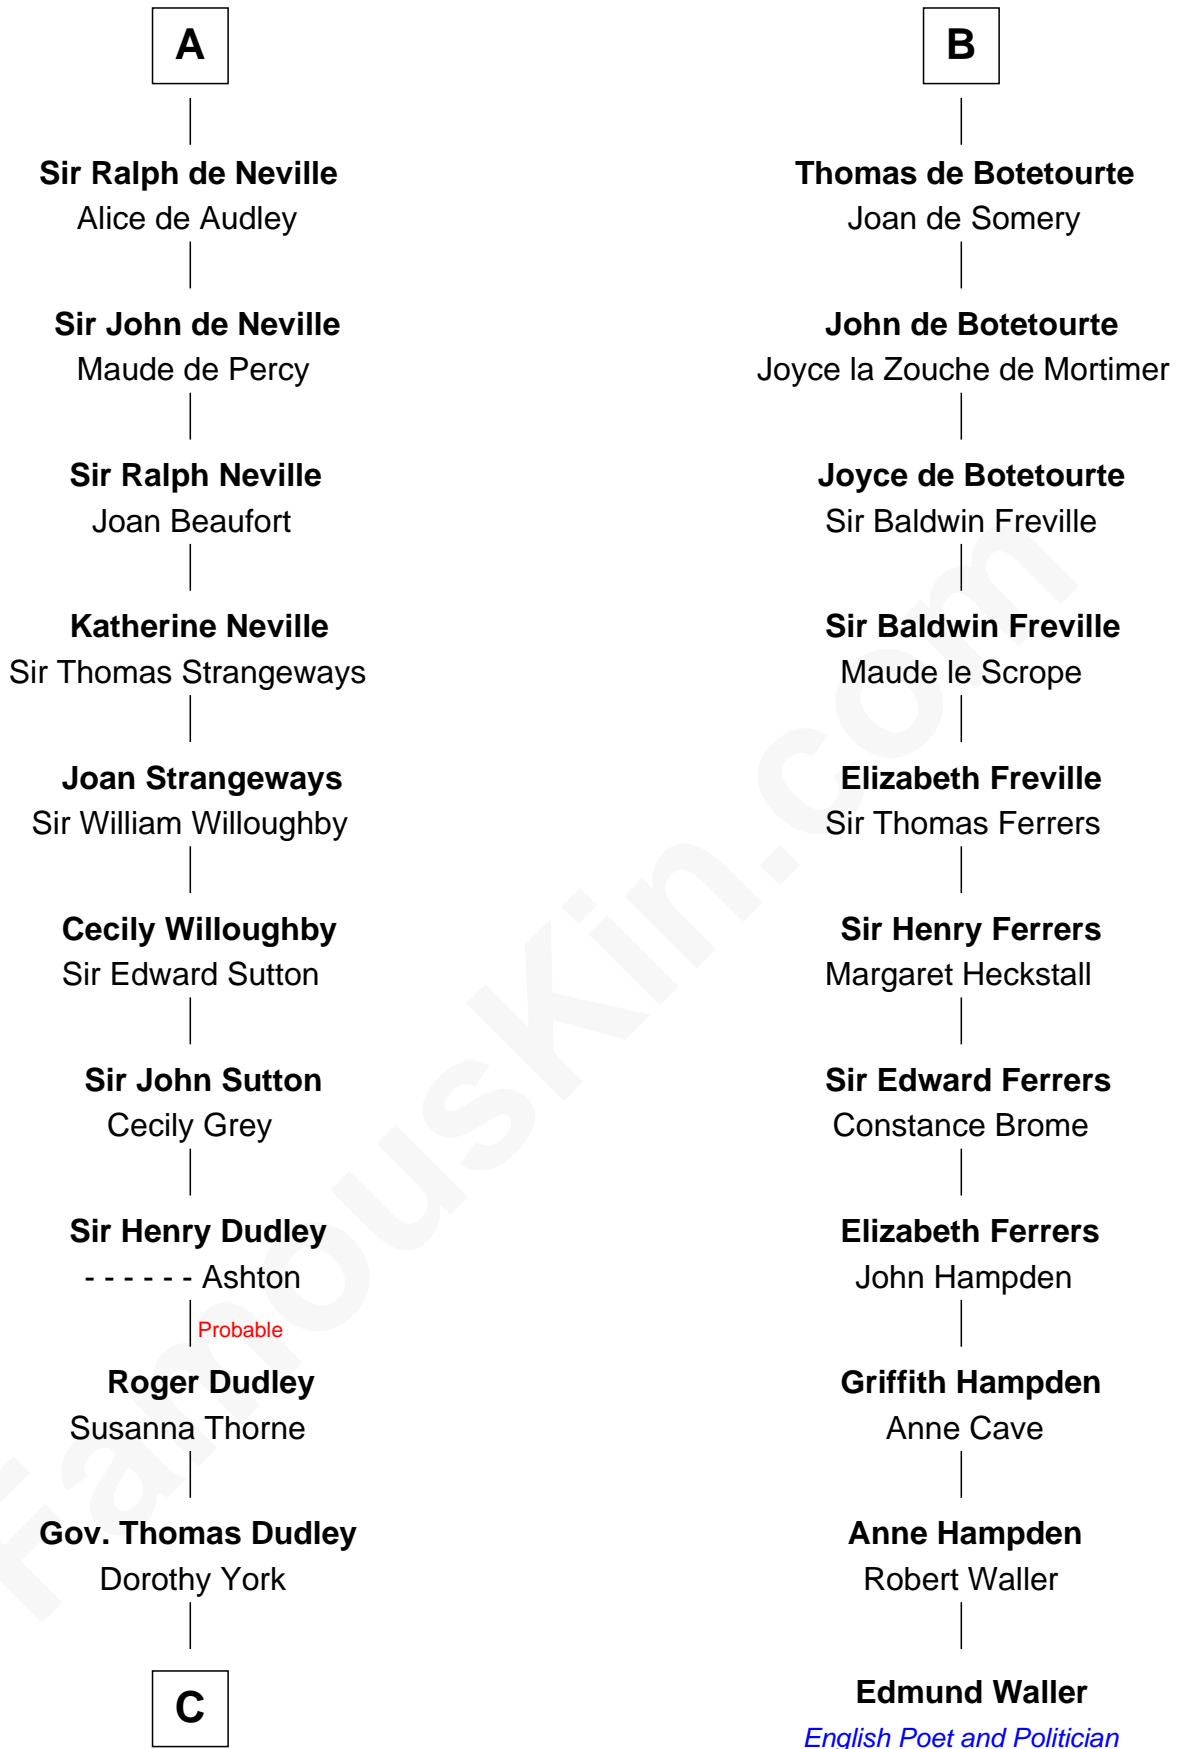 A
Sir Ralph de Neville
Alice de Audley
Sir John de Neville
Maude de Percy
Sir Ralph Neville
Joan Beaufort
Katherine Neville
Sir Thomas Strangeways
Joan Strangeways
Sir William Willoughby
Cecily Willoughby
Sir Edward Sutton
Sir John Sutton
Cecily Grey
Sir Henry Dudley
- - - - - - Ashton
Probable
Roger Dudley
Susanna Thorne
Gov. Thomas Dudley
Dorothy York
C
B
Thomas de Botetourte
Joan de Somery
John de Botetourte
Joyce la Zouche de Mortimer
Joyce de Botetourte
Sir Baldwin Freville
Sir Baldwin Freville
Maude le Scrope
Elizabeth Freville
Sir Thomas Ferrers
Sir Henry Ferrers
Margaret Heckstall
Sir Edward Ferrers
Constance Brome
Elizabeth Ferrers
John Hampden
Griffith Hampden
Anne Cave
Anne Hampden
Robert Waller
Edmund Waller
English Poet and Politician
FamousKin.com